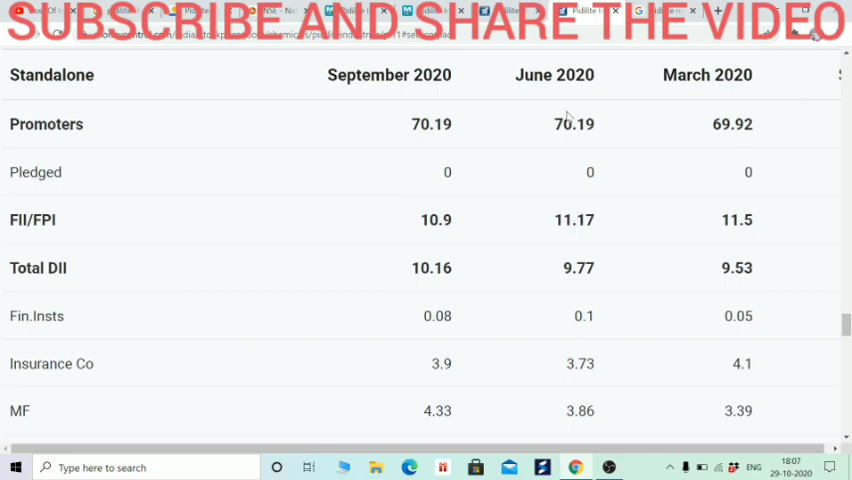 SUBSCRIBE AND SHARE THE VIDEO
Standalone September 2020 June 2020 March 2020
Promoters 70.19 70.19 69.92
Pledged 0 0 0
FII/FPI 10.9 11.17 11.5
Total DII 10.16 9.77 9.53
Fin.Insts 0.08 0.1 0.05
Insurance Co 3.9 3.73 4.1
MF 4.33 3.86 3.39
Type here to search
ENG
18:07
29-10-2020